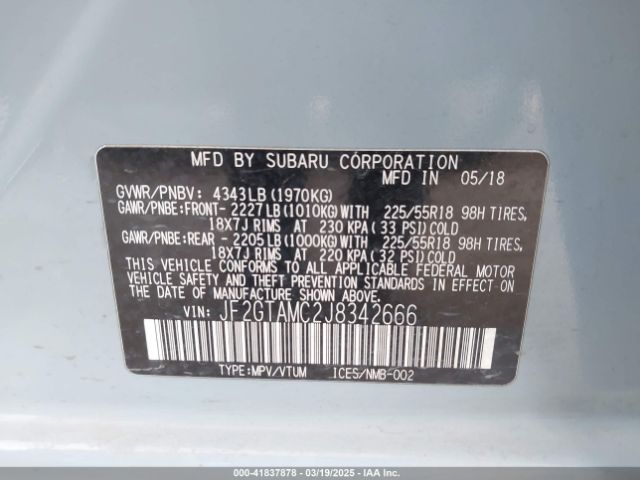 MFD BY SUBARU CORPORATION
MFD IN 05/18
GVWR/PNBV: 4343LB(1970KG)
GAWR/PNBE:FRONT- 2227LB(1010KG)WITH 225/55R18 98H TIRES,
18X7J RIMS AT 230 KPA(33 PSI)COLD
GAWR/PNBE:REAR - 2205LB(1000KG)WITH 225/55R18 98H TIRES,
18X7J RIMS AT 220 KPA(32 PSI)COLD
THIS VEHICLE CONFORMS TO ALL APPLICABLE FEDERAL MOTOR
VEHICLE SAFETY AND THEFT PREVENTION STANDARDS IN EFFECT ON
THE DATE OF MANUFACTURE SHOWN ABOVE.
VIN: JF2GTAMC2J8342666
TYPE:MPV/VTUM ICES/NMB-002
000-41837878 | 03/19/2025 | IAAI.COM